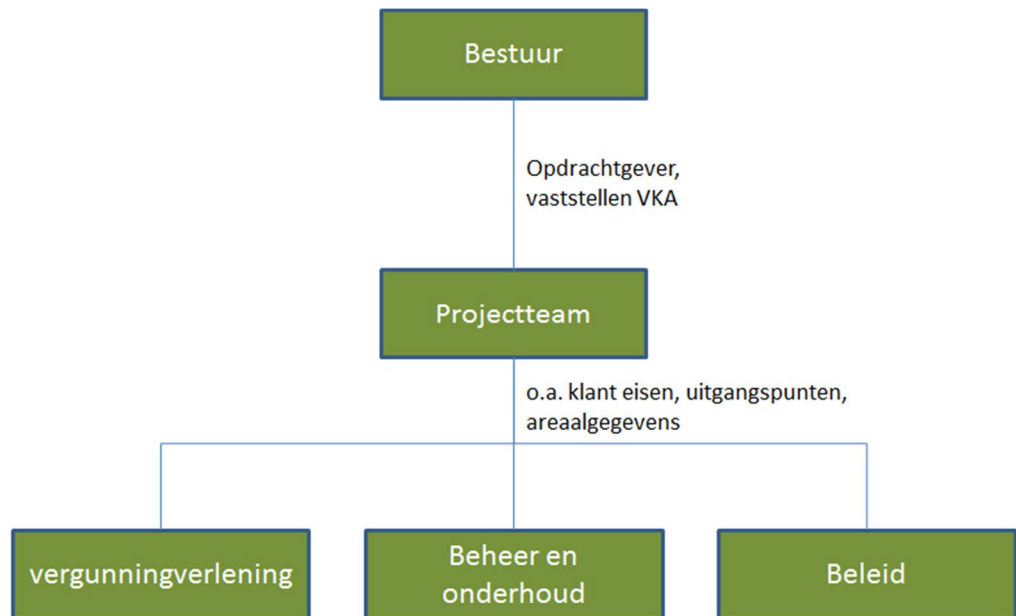 Bestuur
Opdrachtgever,
vaststellen VKA
Projectteam
o.a. klant eisen, uitgangspunten,
areaalgegevens
vergunningverlening
Beheer en
onderhoud
Beleid